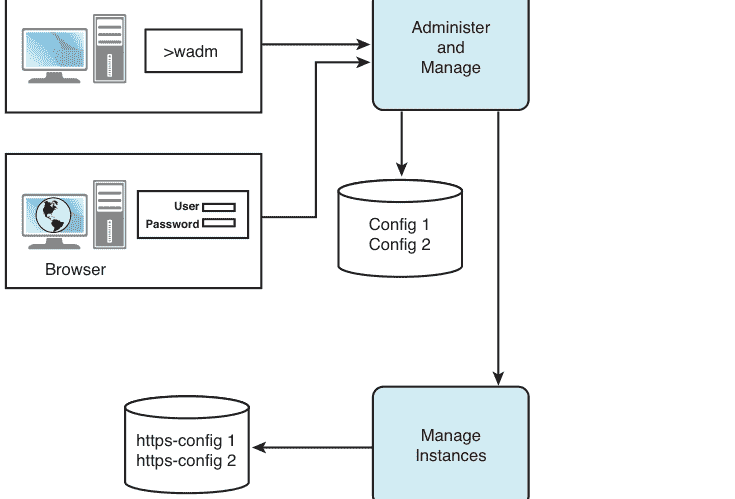 >wadm
Administer
and
Manage
User
Password
Browser
Config 1
Config 2
https-config 1
https-config 2
Manage
Instances